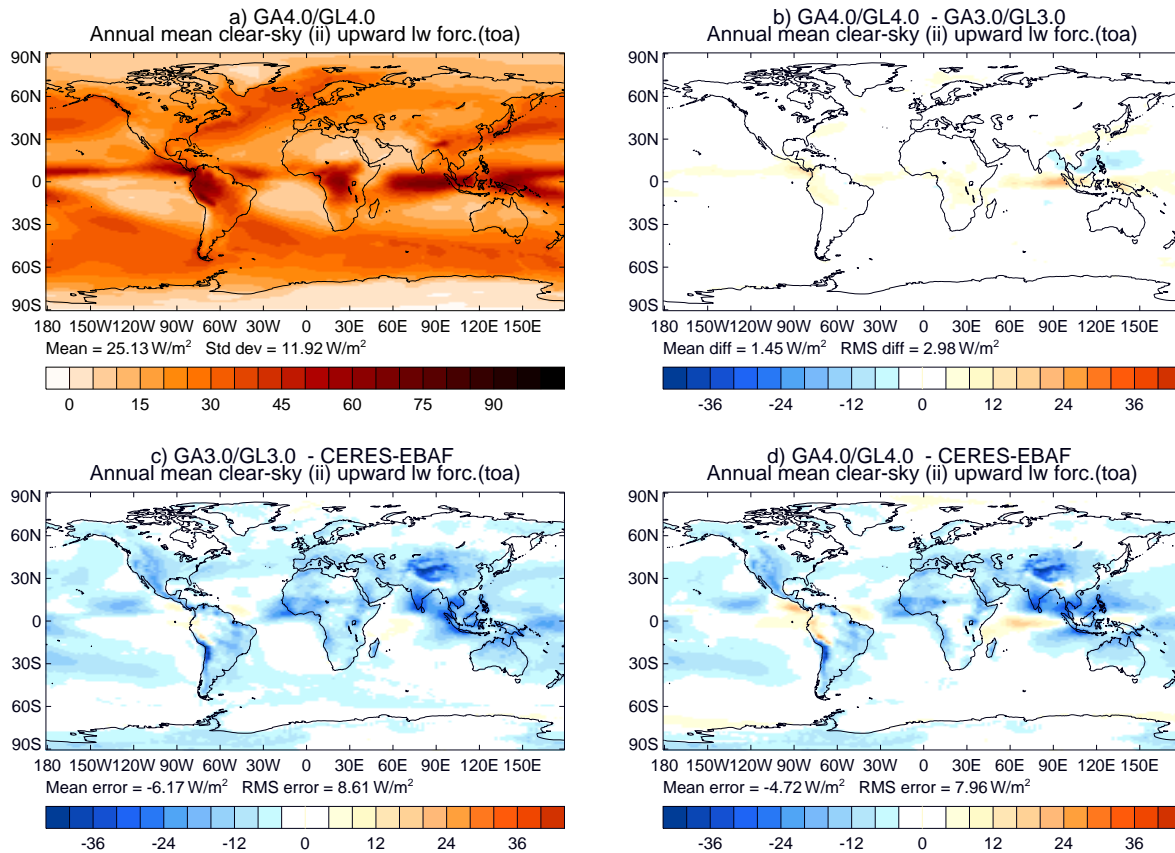 a) GA4.0/GL4.0
Annual mean clear-sky (ii) upward lw forc.(toa)
90N
60N
30N
0
30S
60S
90S
180 150W 120W 90W 60W 30W 0 30E 60E 90E 120E 150E
Mean = 25.13 W/m² Std dev = 11.92 W/m²
0 15 30 45 60 75 90
b) GA4.0/GL4.0 - GA3.0/GL3.0
Annual mean clear-sky (ii) upward lw forc.(toa)
90N
60N
30N
0
30S
60S
90S
180 150W 120W 90W 60W 30W 0 30E 60E 90E 120E 150E
Mean diff = 1.45 W/m² RMS diff = 2.98 W/m²
-36 -24 -12 0 12 24 36
c) GA3.0/GL3.0 - CERES-EBAF
Annual mean clear-sky (ii) upward lw forc.(toa)
90N
60N
30N
0
30S
60S
90S
180 150W 120W 90W 60W 30W 0 30E 60E 90E 120E 150E
Mean error = -6.17 W/m² RMS error = 8.61 W/m²
-36 -24 -12 0 12 24 36
d) GA4.0/GL4.0 - CERES-EBAF
Annual mean clear-sky (ii) upward lw forc.(toa)
90N
60N
30N
0
30S
60S
90S
180 150W 120W 90W 60W 30W 0 30E 60E 90E 120E 150E
Mean error = -4.72 W/m² RMS error = 7.96 W/m²
-36 -24 -12 0 12 24 36